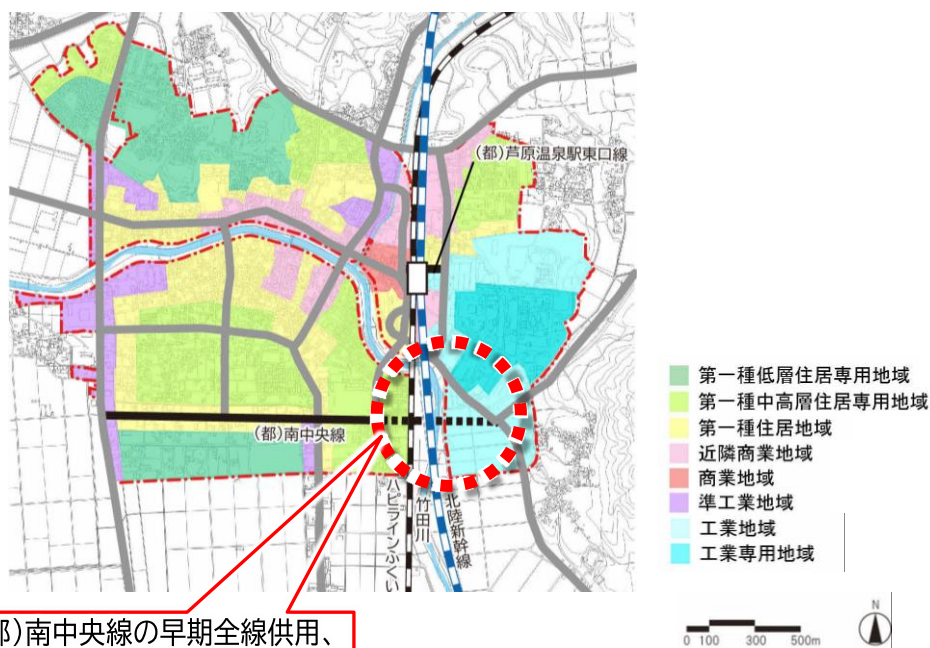 (都)芦原温泉駅東口線
(都)南中央線
ハピラインふくい
竹田川
北陸新幹線
)南中央線の早期全線供用、
第一種低層住居専用地域
第一種中高層住居専用地域
第一種住居地域
近隣商業地域
商業地域
準工業地域
工業地域
工業専用地域
0 100 300 500m
N